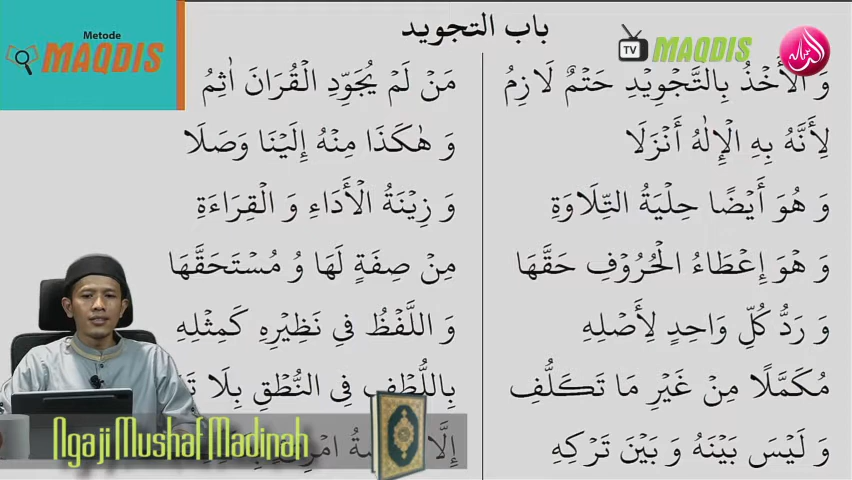 Metode
MAQDIS
باب التجويد
TV MAQDIS
وَ الْأَخْذُ بِالتَّجْوِيْدِ حَتْمٌ لَازِمُ مَنْ لَمْ يُجَوِّدِ الْقُرَانَ اٰثِمُ
لِأَنَّهُ بِهِ الْإِلٰهُ أَنْزَلَا وَ هٰكَذَا مِنْهُ إِلَيْنَا وَصَلَا
وَ هُوَ أَيْضًا حِلْيَةُ التِّلَاوَةِ وَ زِيْنَةُ الْأَدَاءِ وَ الْقِرَاءَةِ
وَ هْوَ إِعْطَاءُ الْحُرُوْفِ حَقَّهَا مِنْ صِفَةٍ لَهَا وُ مُسْتَحَقَّهَا
وَ رَدُّ كُلِّ وَاحِدٍ لِأَصْلِهِ وَ اللَّفْظُ فِي نَظِيْرِهِ كَمِثْلِهِ
مُكَمَّلًا مِنْ غَيْرِ مَا تَكَلُّفِ بِاللُّطْفِ فِى النُّطْقِ بِلَا
وَ لَيْسَ بَيْنَهُ وَ بَيْنَ تَرْكِهِ إِلَّا
Ngaji Mushaf Madinah